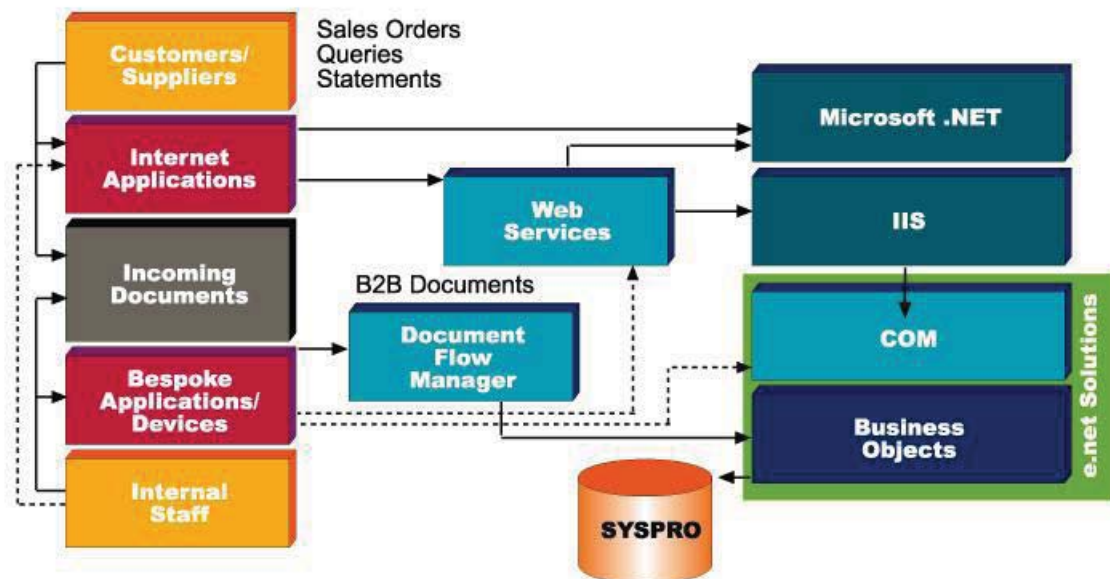 Customers/
Suppliers
Sales Orders
Queries
Statements
Internet
Applications
Microsoft .NET
Web
Services
IIS
Incoming
Documents
B2B Documents
Document
Flow
Manager
COM
Bespoke
Applications/
Devices
Business
Objects
e.net Solutions
Internal
Staff
SYSPRO